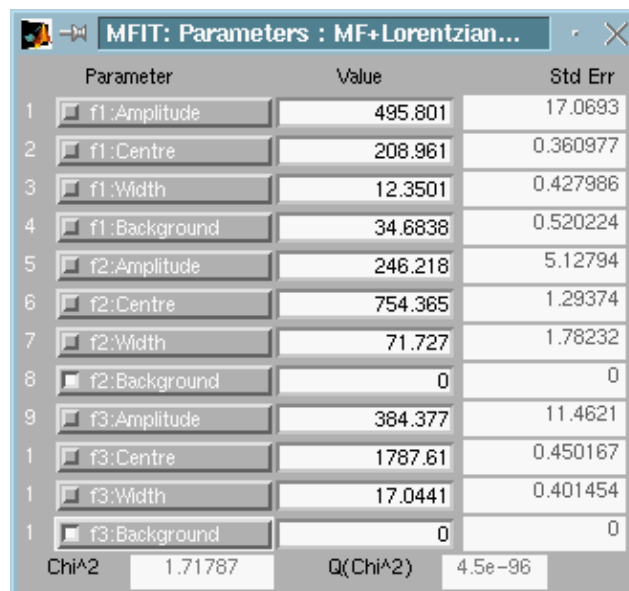 MFIT: Parameters : MF+Lorentzian...
Parameter Value Std Err
1 f1:Amplitude 495.801 17.0693
2 f1:Centre 208.961 0.360977
3 f1:Width 12.3501 0.427986
4 f1:Background 34.6838 0.520224
5 f2:Amplitude 246.218 5.12794
6 f2:Centre 754.365 1.29374
7 f2:Width 71.727 1.78232
8 f2:Background 0 0
9 f3:Amplitude 384.377 11.4621
1 f3:Centre 1787.61 0.450167
1 f3:Width 17.0441 0.401454
1 f3:Background 0 0
Chi^2 1.71787 Q(Chi^2) 4.5e-96